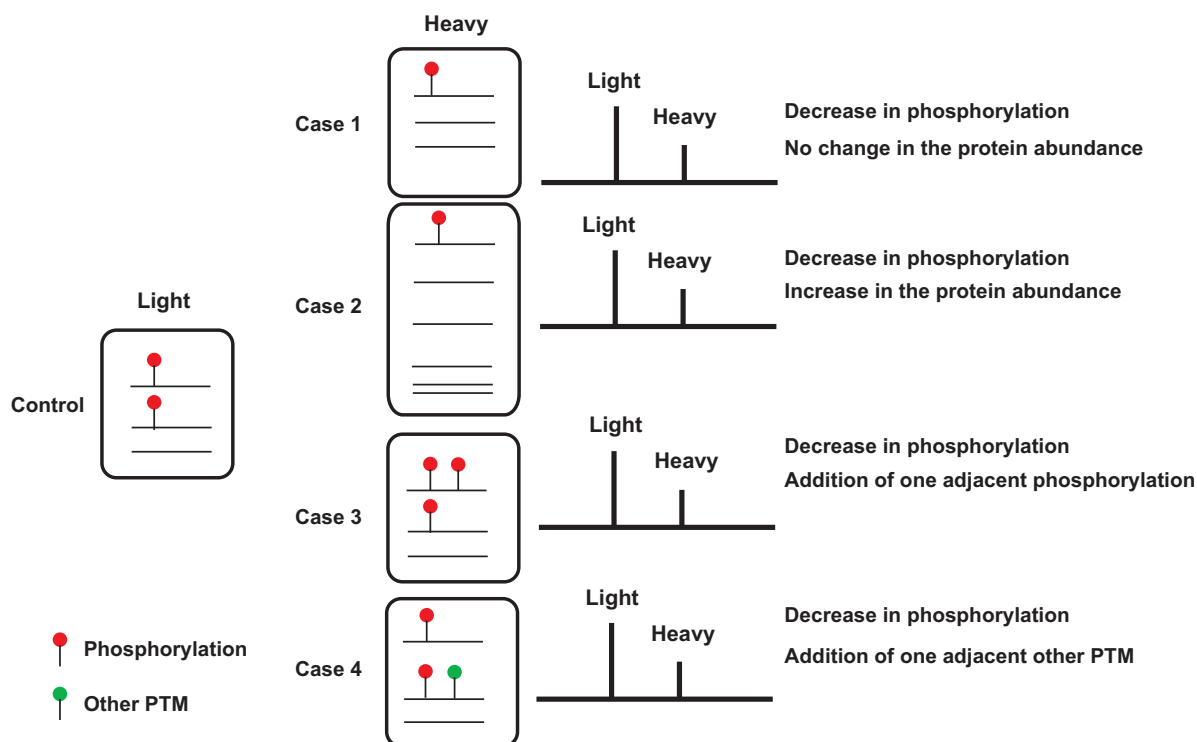 Heavy
Case 1
Light
Heavy
Decrease in phosphorylation
No change in the protein abundance
Case 2
Light
Heavy
Decrease in phosphorylation
Increase in the protein abundance
Light
Control
Case 3
Light
Heavy
Decrease in phosphorylation
Addition of one adjacent phosphorylation
Case 4
Light
Heavy
Decrease in phosphorylation
Addition of one adjacent other PTM
Phosphorylation
Other PTM